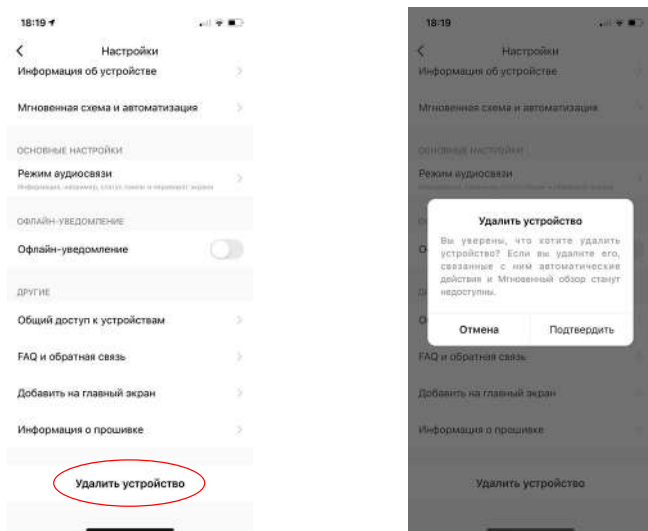 18:19
Настройки
Информация об устройстве
Мгновенная схема и автоматизация
ОСНОВНЫЕ НАСТРОЙКИ
Режим аудиосвязи
Информация, например, статус
ОФЛАЙН-УВЕДОМЛЕНИЕ
Офлайн-уведомление
ДРУГИЕ
Общий доступ к устройствам
FAQ и обратная связь
Добавить на главный экран
Информация о прошивке
Удалить устройство
18:19
Настройки
Информация об устройстве
Мгновенная схема и автоматизация
ОСНОВНЫЕ НАСТРОЙКИ
Режим аудиосвязи
Удалить устройство
Вы уверены, что хотите удалить
устройство? Если вы удалите его,
связанные с ним автоматические
действия и Мгновенный обзор станут
недоступны.
Отмена Подтвердить
FAQ и обратная связь
Добавить на главный экран
Информация о прошивке
Удалить устройство